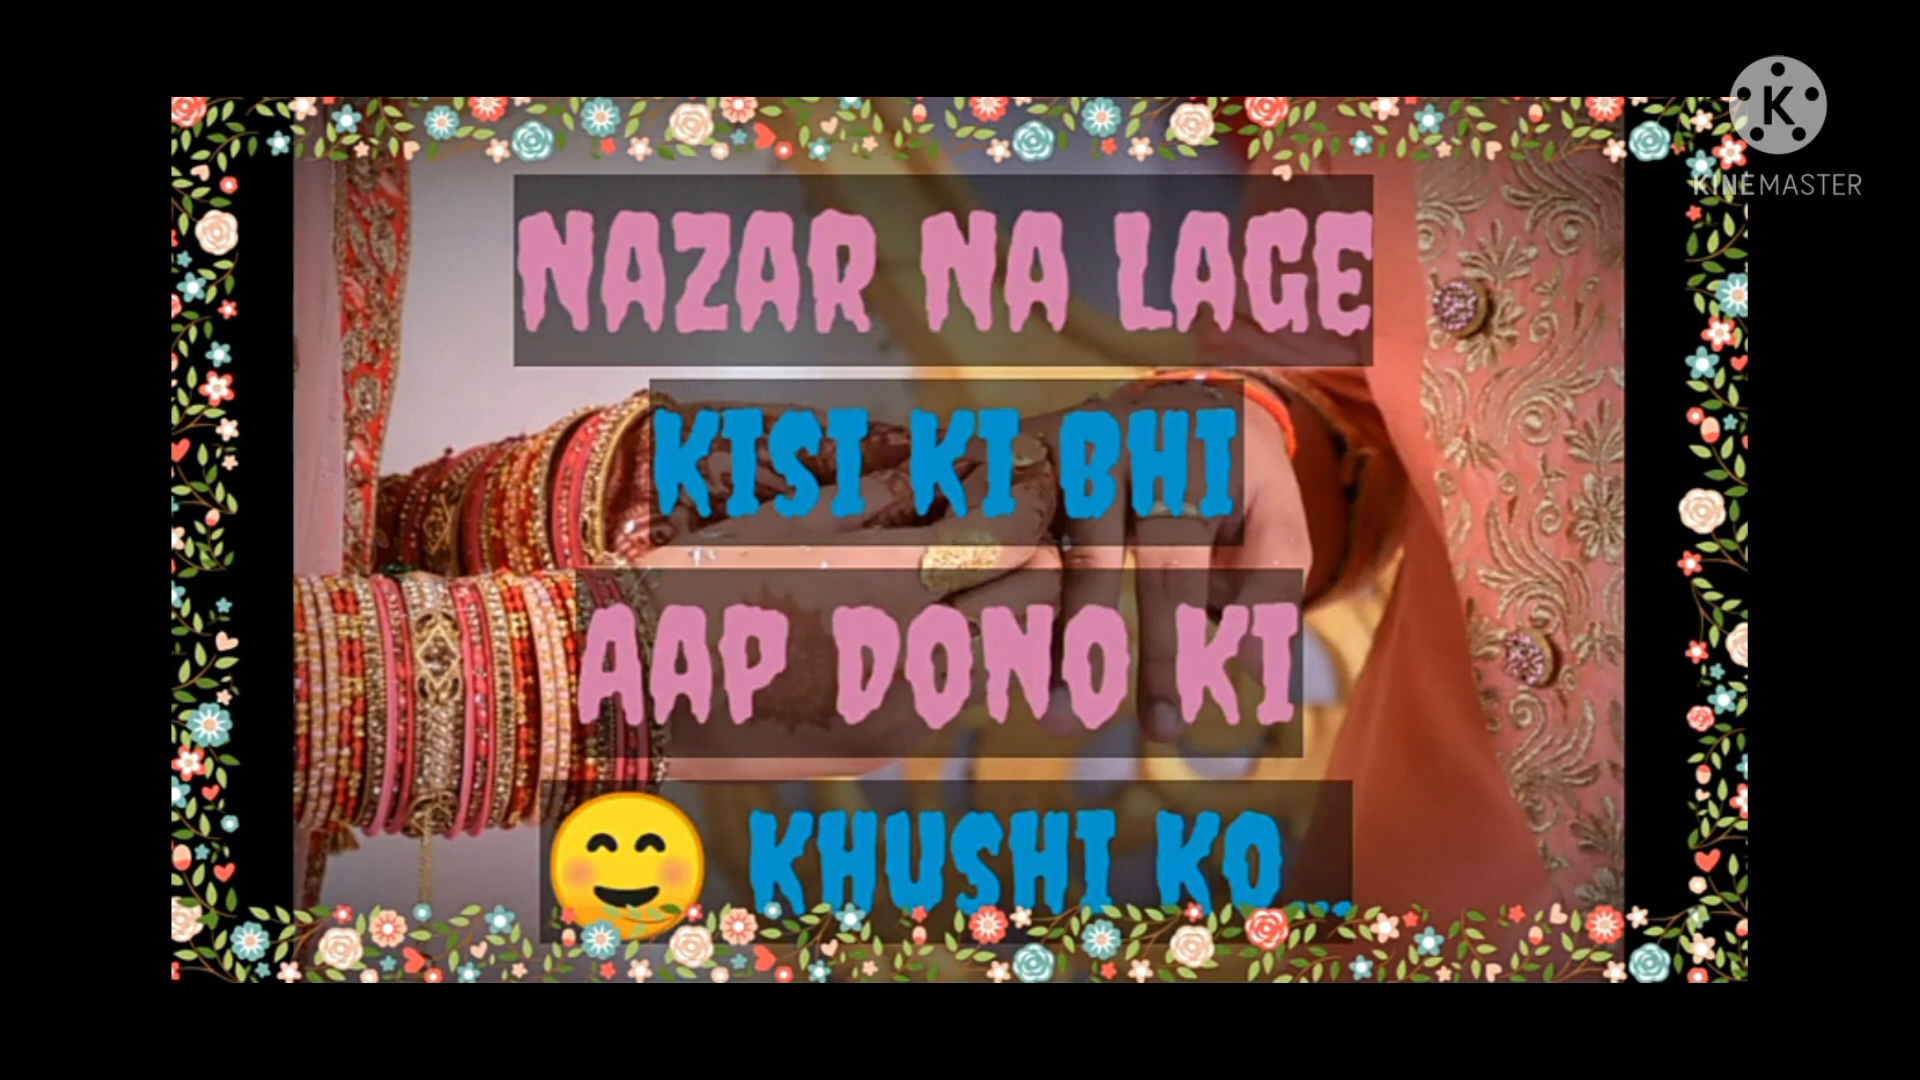 KINEMASTER
NAZAR NA LAGE
KISI KI BHI
AAP DONO KI
😊 KHUSHI KO...